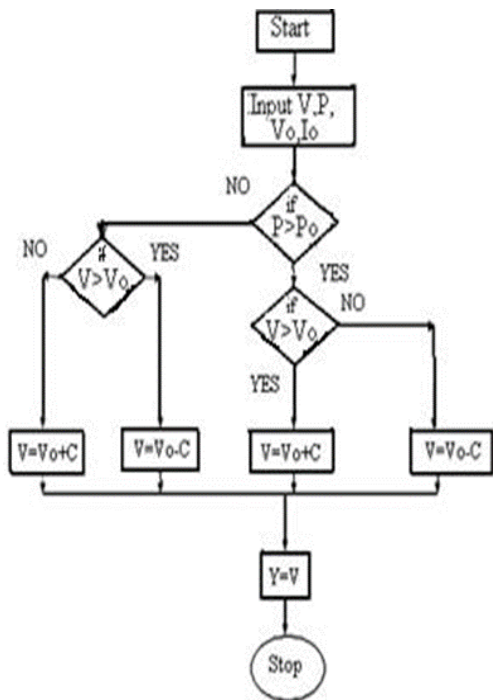 Start
Input V,P,
Vo,Io
NO
if
P>Po
YES
NO
if
V>Vo
YES
if
V>Vo
NO
YES
V=Vo+C
V=Vo-C
V=Vo+C
V=Vo-C
Y=V
Stop